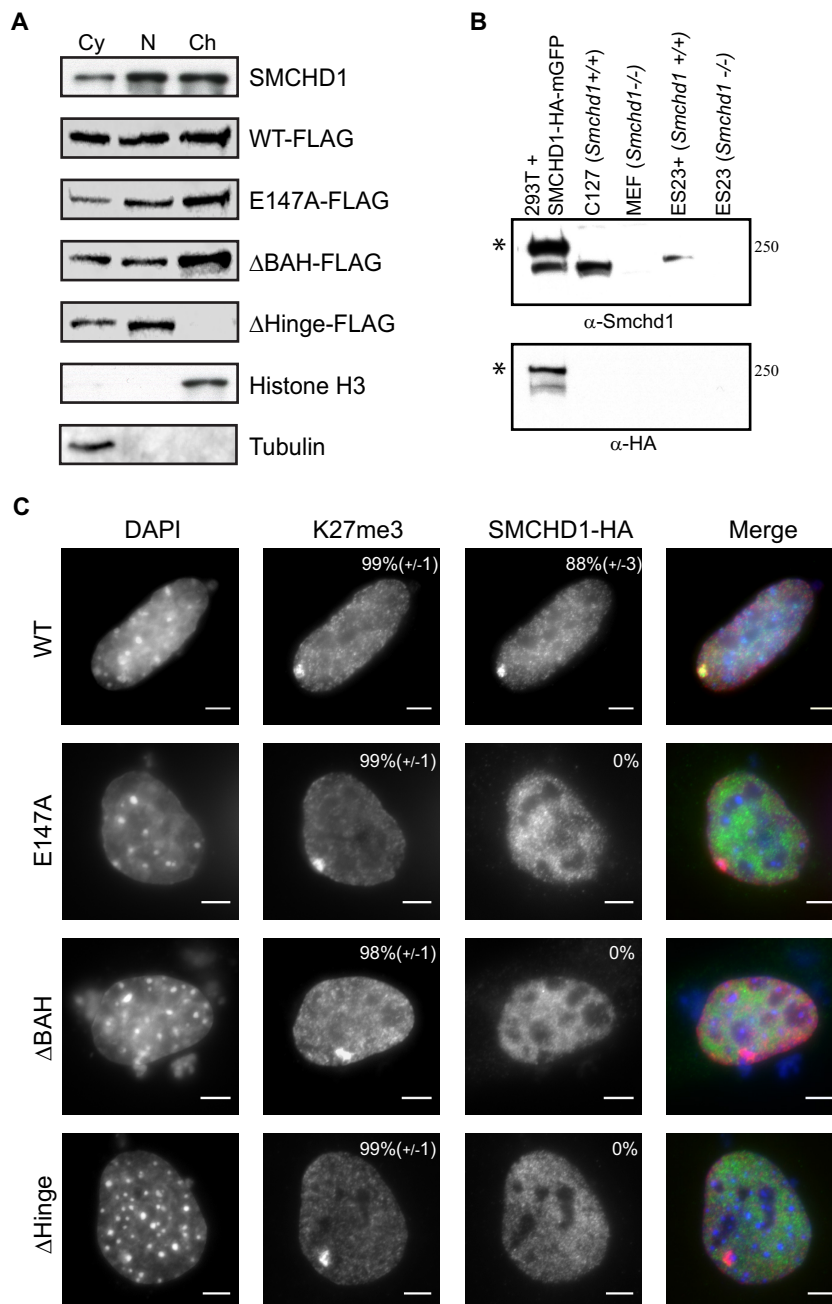 A
Cy N Ch
SMCHD1
WT-FLAG
E147A-FLAG
ΔBAH-FLAG
ΔHinge-FLAG
Histone H3
Tubulin
B
293T +
SMCHD1-HA-mGFP
C127 (Smchd1+/+)
MEF (Smchd1-/-)
ES23+ (Smchd1 +/+)
ES23 (Smchd1 -/-)
* 250
α-Smchd1
* 250
α-HA
C
DAPI K27me3 SMCHD1-HA Merge
WT
99%(+/-1) 88%(+/-3)
E147A
99%(+/-1) 0%
ΔBAH
98%(+/-1) 0%
ΔHinge
99%(+/-1) 0%